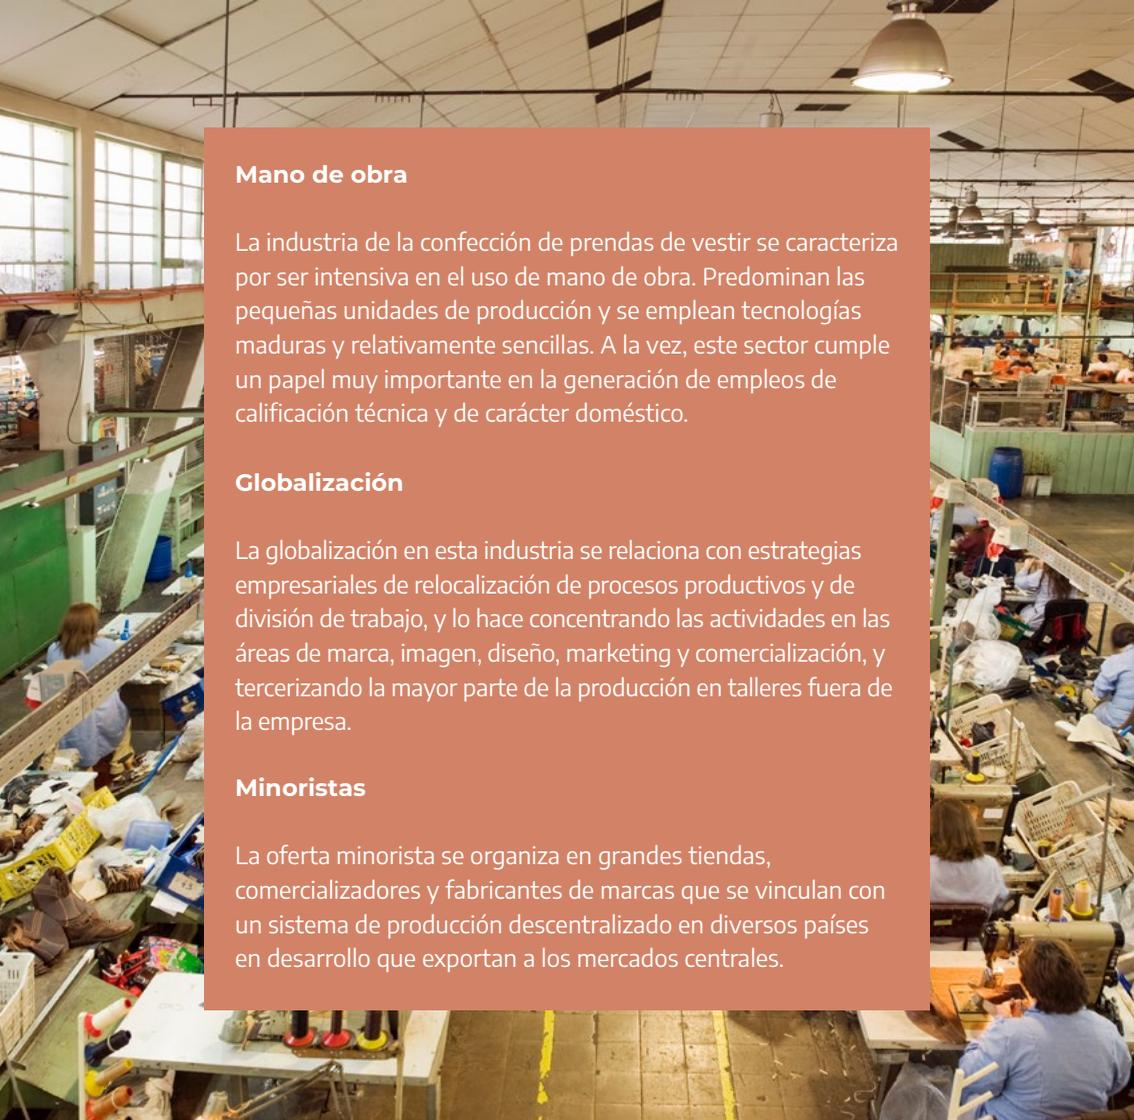 Mano de obra
La industria de la confección de prendas de vestir se caracteriza
por ser intensiva en el uso de mano de obra. Predominan las
pequeñas unidades de producción y se emplean tecnologías
maduras y relativamente sencillas. A la vez, este sector cumple
un papel muy importante en la generación de empleos de
calificación técnica y de carácter doméstico.
Globalización
La globalización en esta industria se relaciona con estrategias
empresariales de relocalización de procesos productivos y de
división de trabajo, y lo hace concentrando las actividades en las
áreas de marca, imagen, diseño, marketing y comercialización, y
tercerizando la mayor parte de la producción en talleres fuera de
la empresa.
Minoristas
La oferta minorista se organiza en grandes tiendas,
comercializadores y fabricantes de marcas que se vinculan con
un sistema de producción descentralizado en diversos países
en desarrollo que exportan a los mercados centrales.